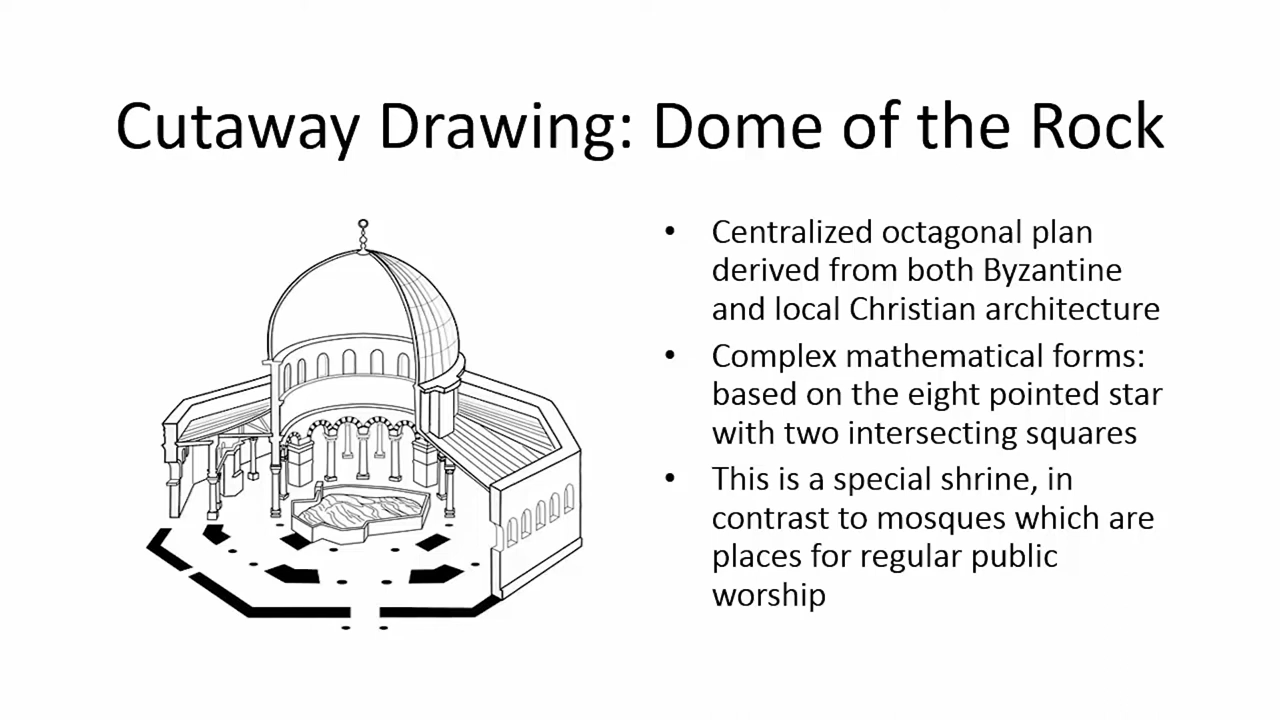 Cutaway Drawing: Dome of the Rock
• Centralized octagonal plan
derived from both Byzantine
and local Christian architecture
• Complex mathematical forms:
based on the eight pointed star
with two intersecting squares
• This is a special shrine, in
contrast to mosques which are
places for regular public
worship